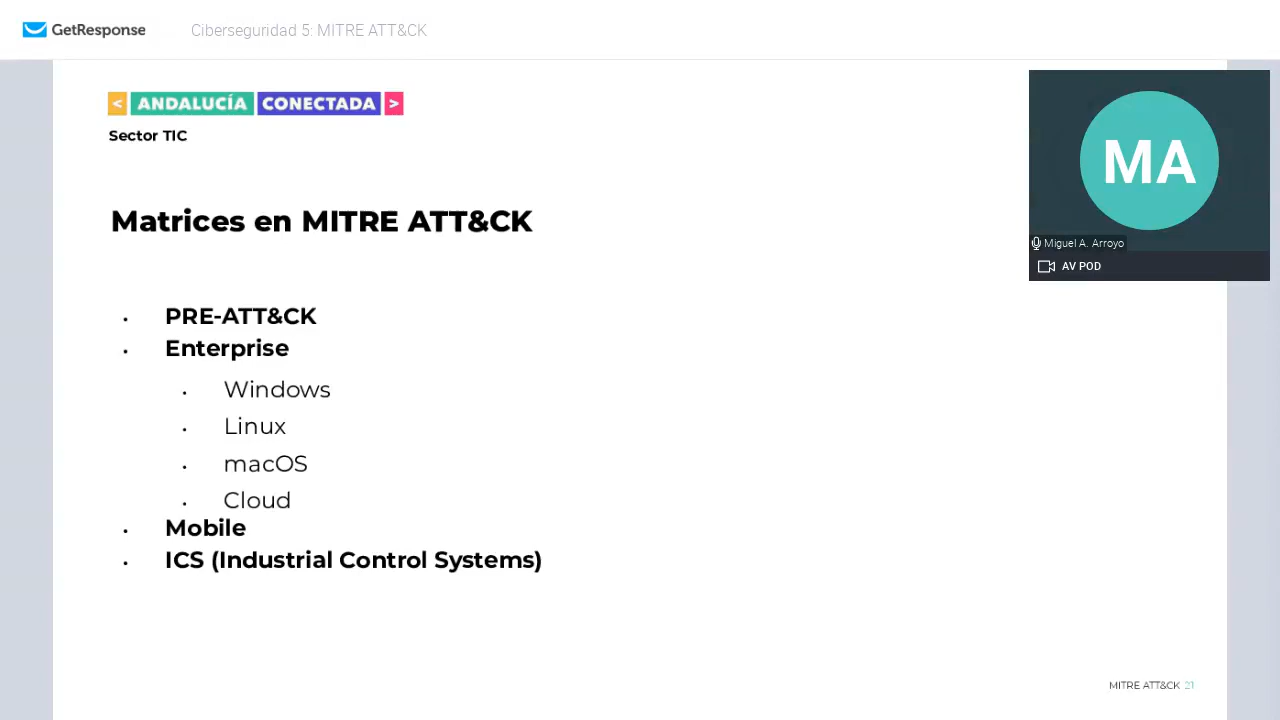 GetResponse
Ciberseguridad 5: MITRE ATT&CK
< ANDALUCÍA CONECTADA >
Sector TIC
MA
Miguel A. Arroyo
AV POD
Matrices en MITRE ATT&CK
• PRE-ATT&CK
• Enterprise
• Windows
• Linux
• macOS
• Cloud
• Mobile
• ICS (Industrial Control Systems)
MITRE ATT&CK 21